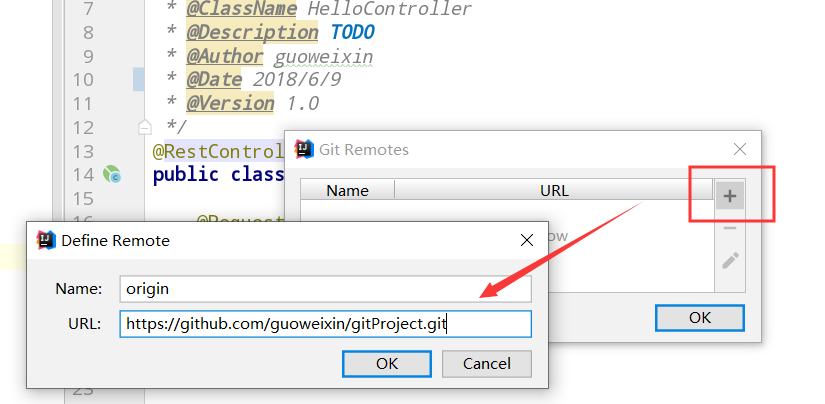 7 * @ClassName HelloController
8 * @Description TODO
9 * @Author guoweixin
10 * @Date 2018/6/9
11 * @Version 1.0
12 */
13 @RestControl
14 public class
15
16 @Request
Git Remotes
Name URL
ow
OK
Define Remote
Name: origin
URL: https://github.com/guoweixin/gitProject.git
OK Cancel
23